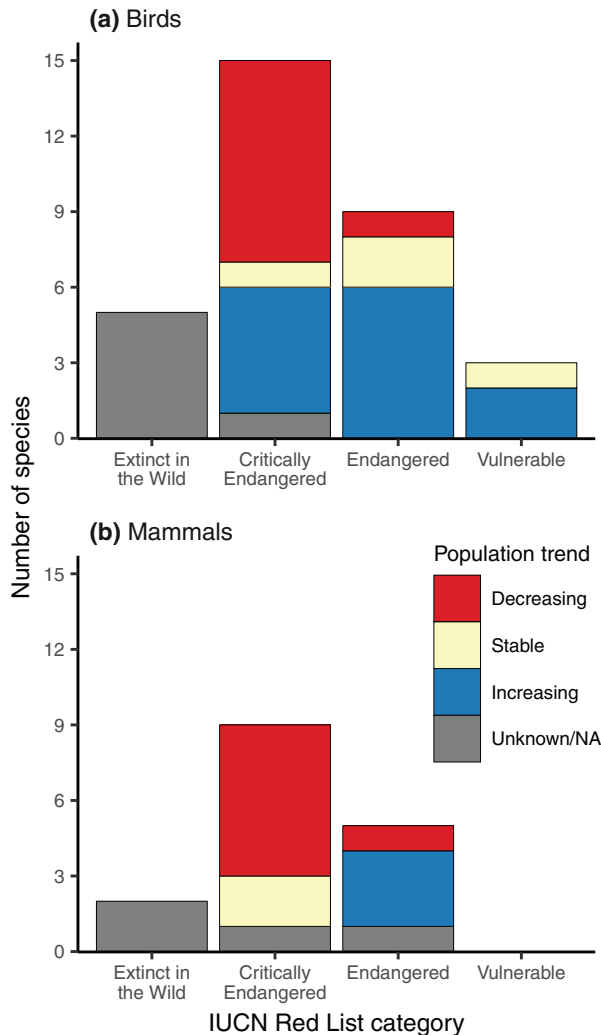 (a) Birds
Number of species
15
12
9
6
3
0
Extinct in
the Wild
Critically
Endangered
Endangered
Vulnerable
(b) Mammals
15
12
9
6
3
0
Population trend
Decreasing
Stable
Increasing
Unknown/NA
Extinct in
the Wild
Critically
Endangered
Endangered
Vulnerable
IUCN Red List category